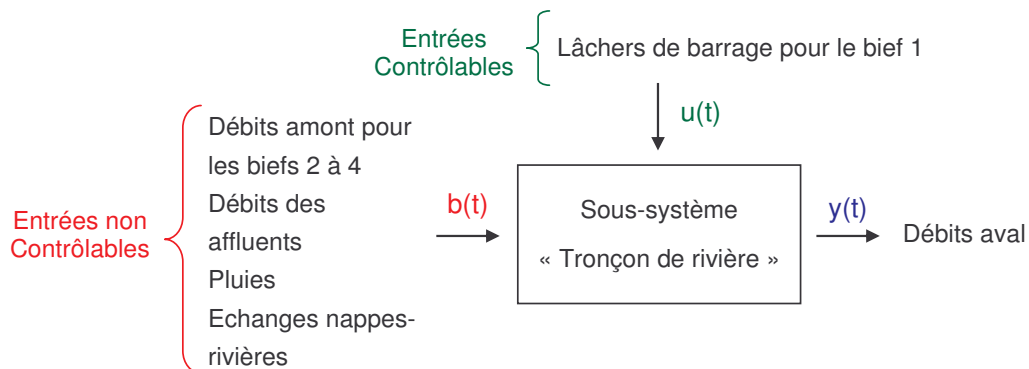 Entrées
Contrôlables
Lâchers de barrage pour le bief 1
u(t)
Entrées non
Contrôlables
Débits amont pour
les biefs 2 à 4
Débits des
affluents
Pluies
Echanges nappes-
rivières
b(t)
Sous-système
« Tronçon de rivière »
y(t)
Débits aval